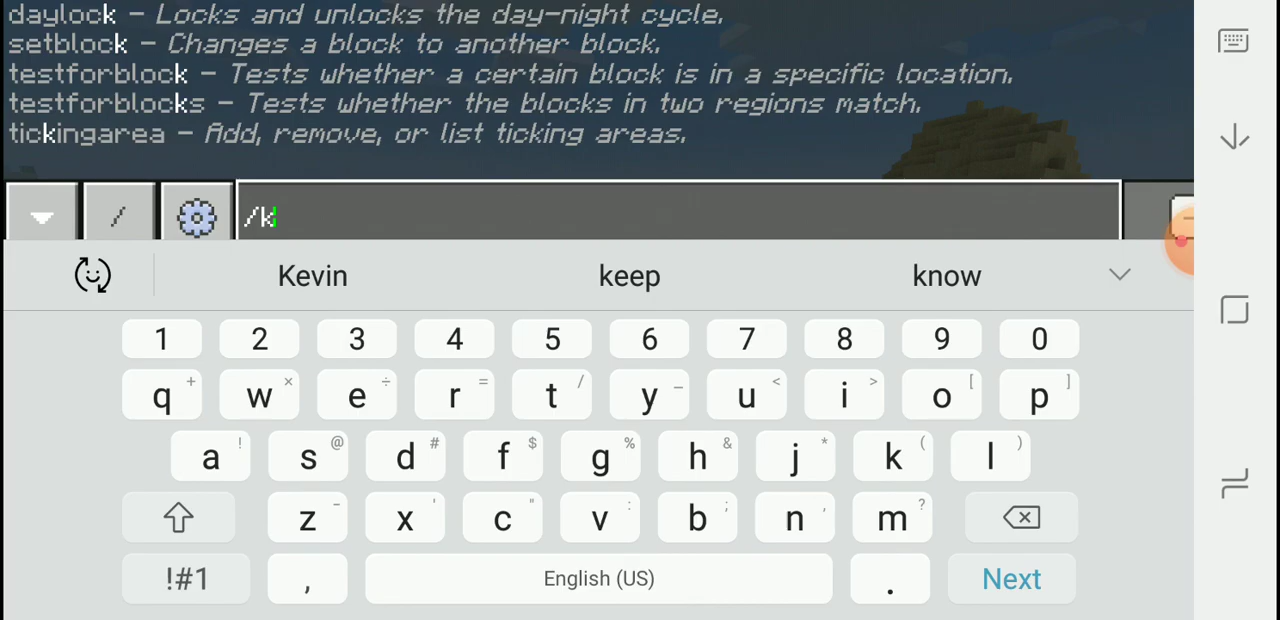 daylock – Locks and unlocks the day-night cycle.
setblock – Changes a block to another block.
testforblock – Tests whether a certain block is in a specific location.
testforblocks – Tests whether the blocks in two regions match.
tickingarea – Add, remove, or list ticking areas.
/ /k
Kevin keep know
1 2 3 4 5 6 7 8 9 0
q + w × e ÷ r = t / y _ u < i > o [ p ]
a ! s @ d # f $ g % h & j * k ( l )
z - x ' c " v : b ; n , m ?
!#1 , English (US) . Next